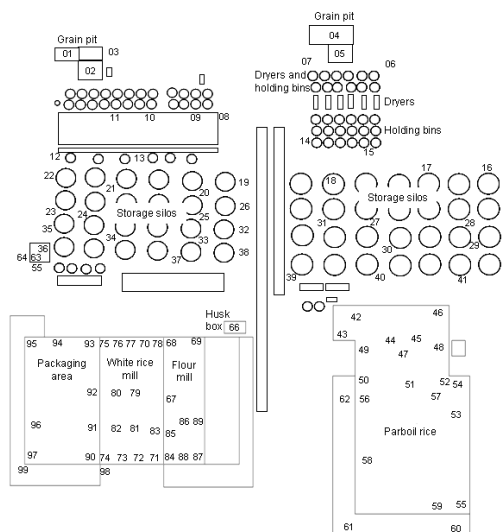 Grain pit
01 03
02
Grain pit
04
05
07 06
Dryers and
holding bins
Dryers
Holding bins
14 15
11 10 09 08
12 13
22 21 20 19
23 24 Storage silos 25 26
35 34 33 32
36 37 38
64 63
55
17 16
18
Storage silos
31 27 28
30 29
39 40 41
Husk
box 66
95 94 93 75 76 77 70 78 68 69
Packaging
area
White rice
mill
Flour
mill
92 80 79 67
96 91 82 81 83 85 86 89
97 90 74 73 72 71 84 88 87
99 98
42 46
43 44 45
49 47 48
50 51 52 54
62 56 57
53
Parboil rice
58
59 55
61 60